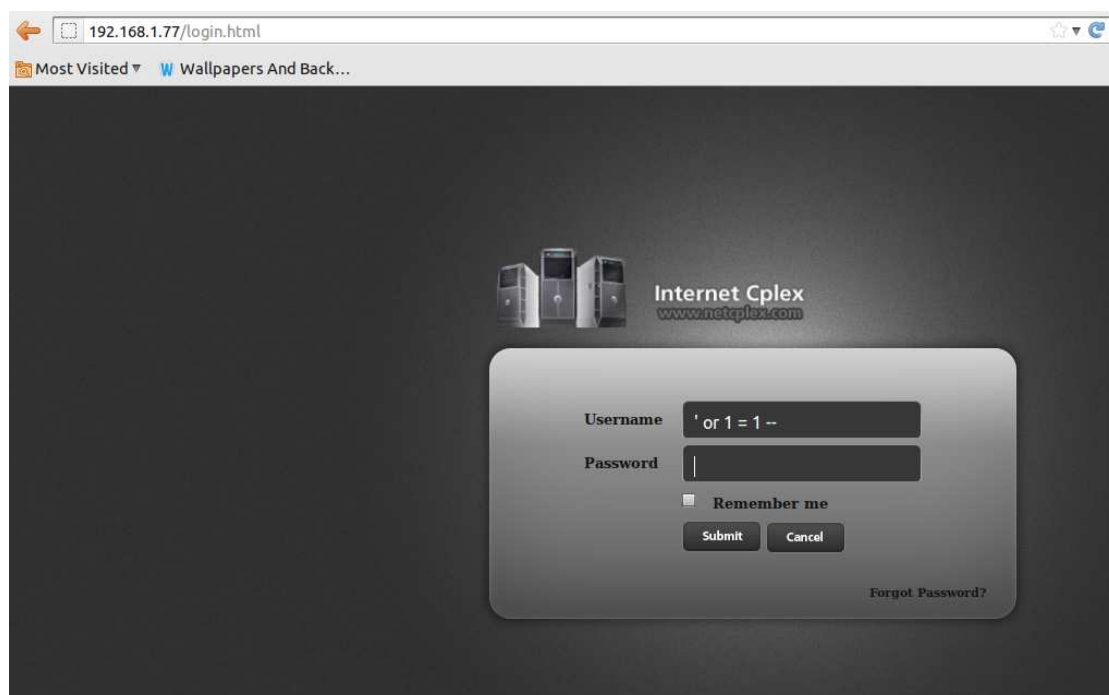 192.168.1.77/login.html
Most Visited
W Wallpapers And Back...
Internet Cplex
www.netcplex.com
Username ' or 1 = 1 --
Password
Remember me
Submit Cancel
Forgot Password?